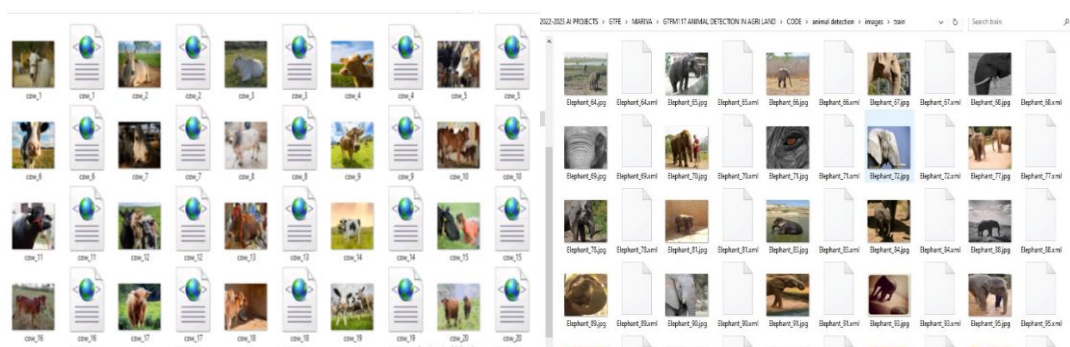 2022-2023 AI PROJECTS > GTFE > MARIYA > GTFM117 ANIMAL DETECTION IN AGRI LAND > CODE > animal detection > images > train
Search train
cow_1 cow_1 cow_2 cow_2 cow_3 cow_3 cow_4 cow_4 cow_5 cow_5
cow_6 cow_6 cow_7 cow_7 cow_8 cow_8 cow_9 cow_9 cow_10 cow_10
cow_11 cow_11 cow_12 cow_12 cow_13 cow_13 cow_14 cow_14 cow_15 cow_15
cow_16 cow_16 cow_17 cow_17 cow_18 cow_18 cow_19 cow_19 cow_20 cow_20
Elephant_64.jpg Elephant_64.xml Elephant_65.jpg Elephant_65.xml Elephant_66.jpg Elephant_66.xml Elephant_67.jpg Elephant_67.xml Elephant_68.jpg Elephant_68.xml
Elephant_69.jpg Elephant_69.xml Elephant_70.jpg Elephant_70.xml Elephant_71.jpg Elephant_71.xml Elephant_72.jpg Elephant_72.xml Elephant_77.jpg Elephant_77.xml
Elephant_78.jpg Elephant_78.xml Elephant_81.jpg Elephant_81.xml Elephant_83.jpg Elephant_83.xml Elephant_84.jpg Elephant_84.xml Elephant_88.jpg Elephant_88.xml
Elephant_89.jpg Elephant_89.xml Elephant_90.jpg Elephant_90.xml Elephant_91.jpg Elephant_91.xml Elephant_93.jpg Elephant_93.xml Elephant_95.jpg Elephant_95.xml